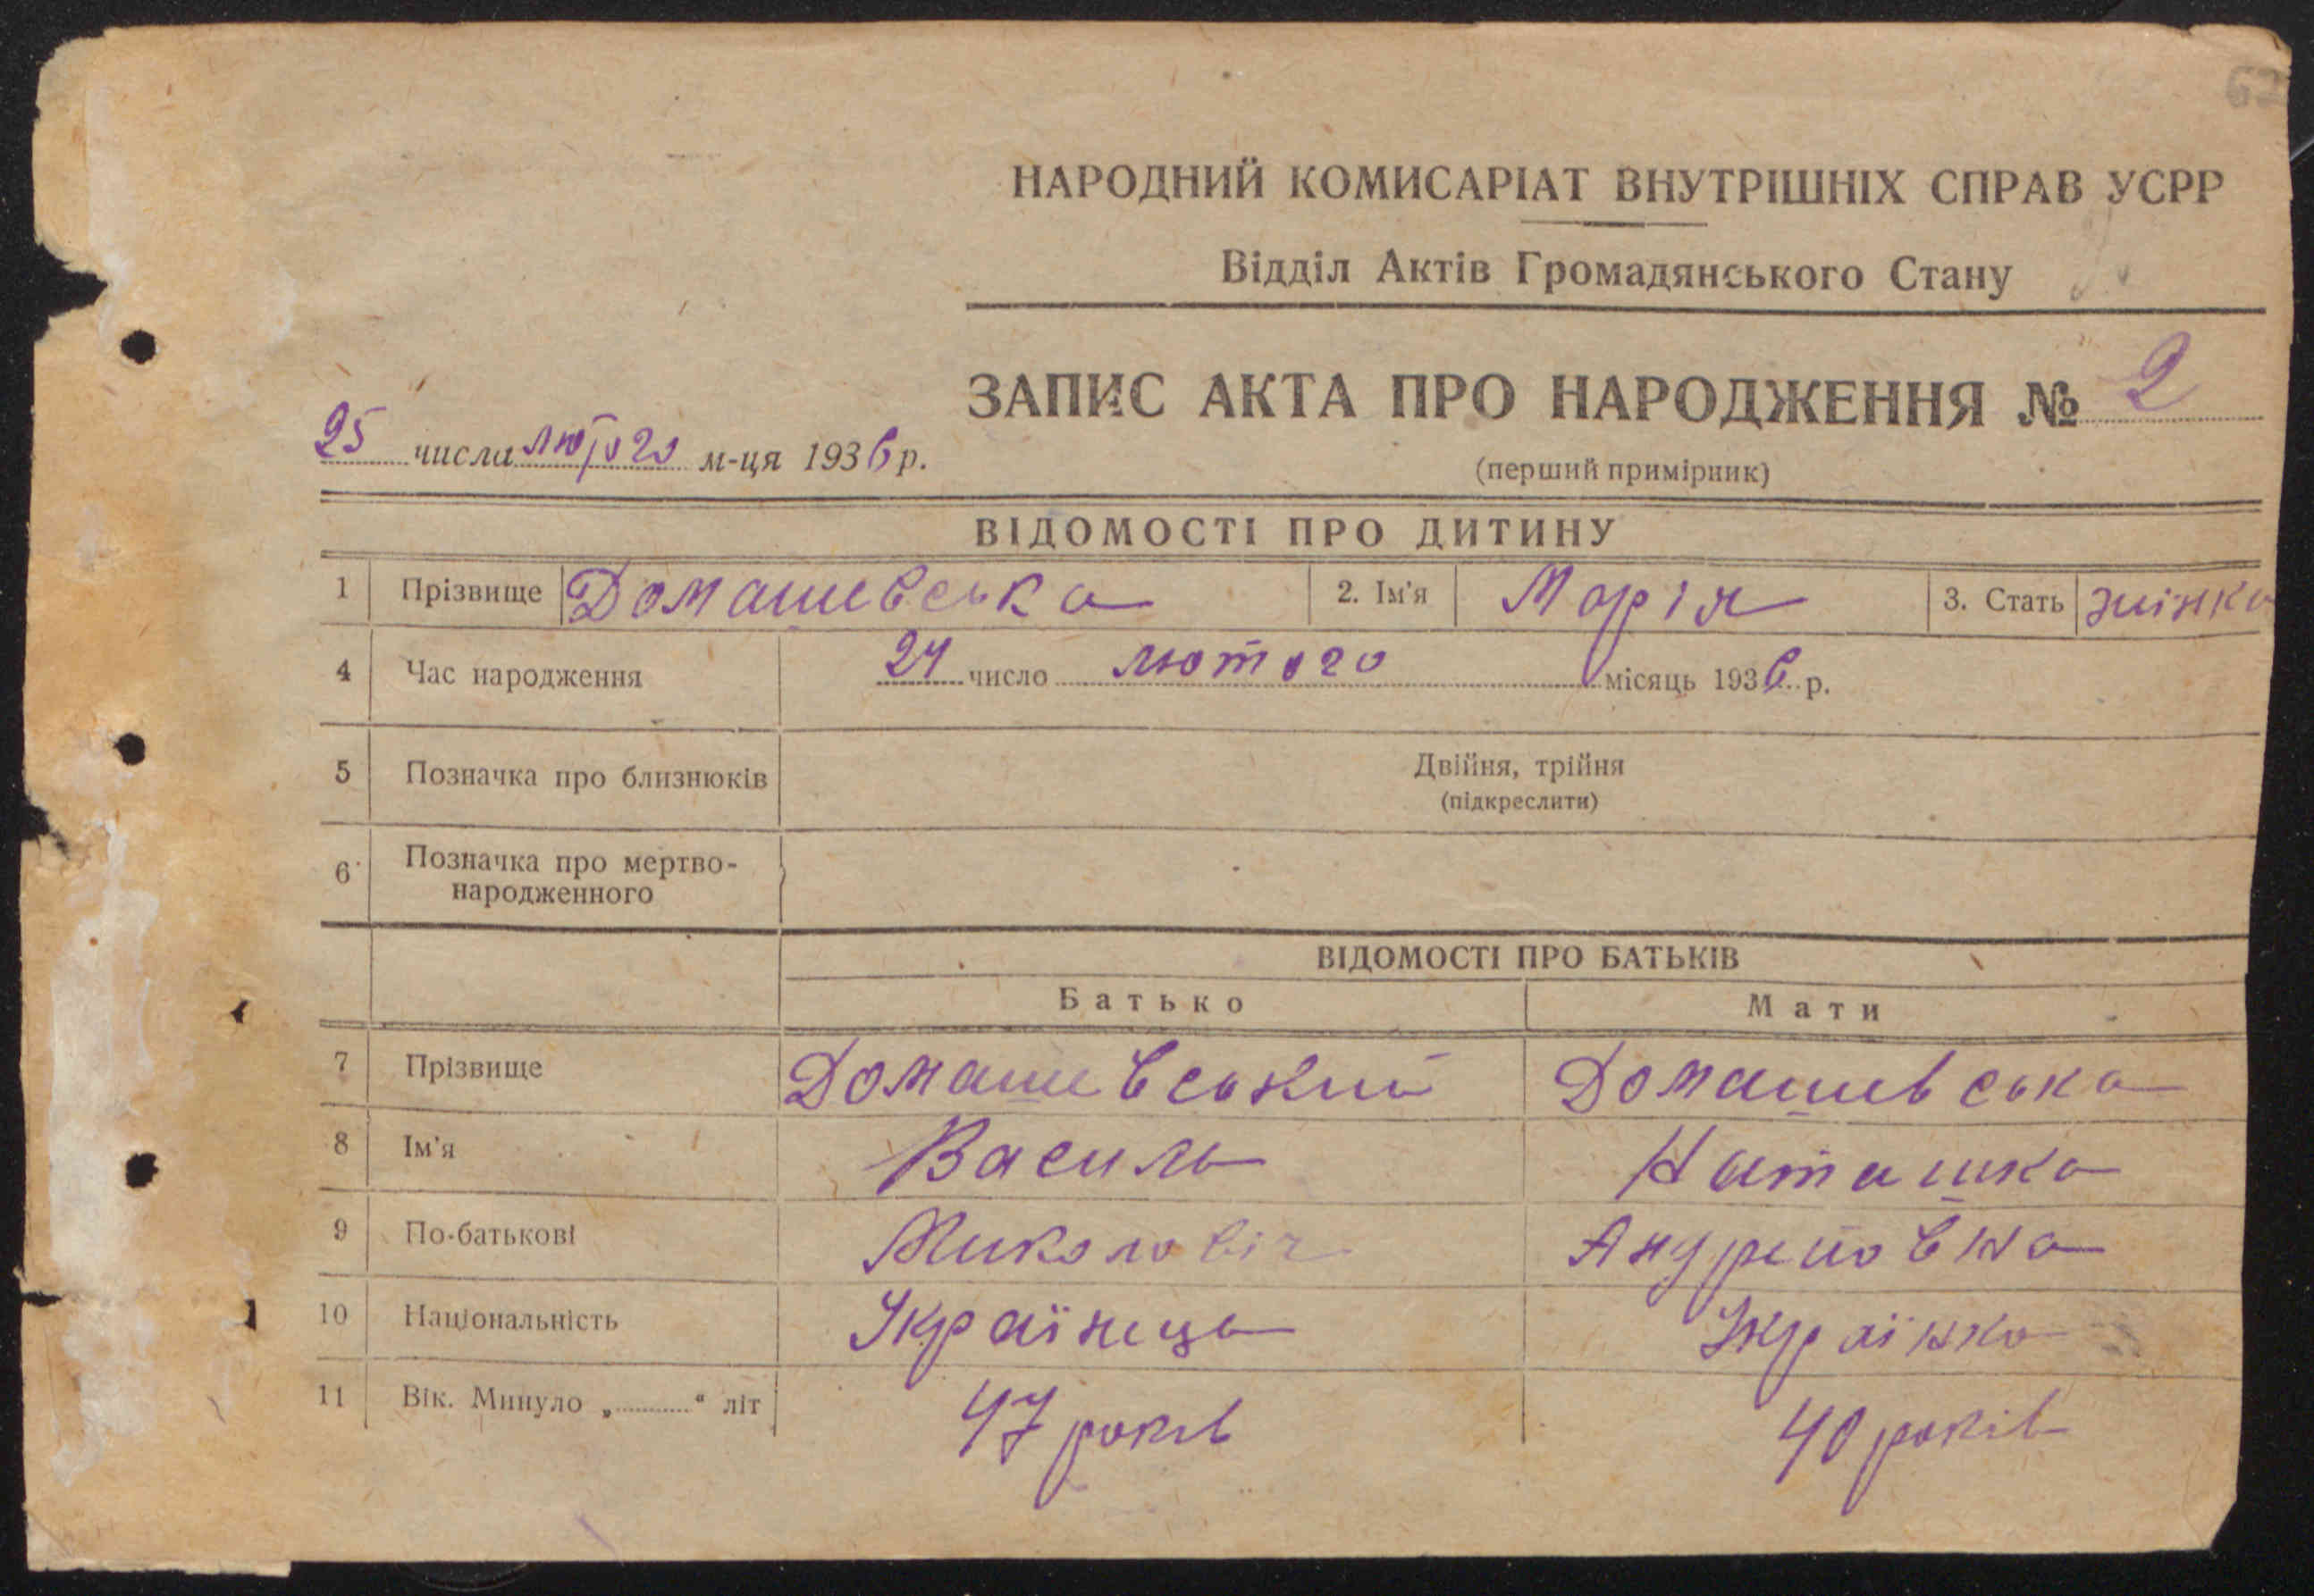 62
НАРОДНИЙ КОМИСАРІАТ ВНУТРІШНІХ СПРАВ УСРР
Відділ Актів Громадянського Стану
ЗАПИС АКТА ПРО НАРОДЖЕННЯ № 2
25 числа лютого м-ця 1936 р.
(перший примірник)
ВІДОМОСТІ ПРО ДИТИНУ
1 Прізвище Домашевська 2. Ім'я Марія 3. Стать жінка
4 Час народження 24 число лютого місяць 1936 р.
5 Позначка про близнюків Двійня, трійня
(підкреслити)
6 Позначка про мертво-
народженного
ВІДОМОСТІ ПРО БАТЬКІВ
Батько Мати
7 Прізвище Домашевський Домашевська
8 Ім'я Василь Наташка
9 По-батькові Миколовіч Андрейовна
10 Національність Українець Українка
11 Вік. Минуло „..........“ літ 47 років 40 років